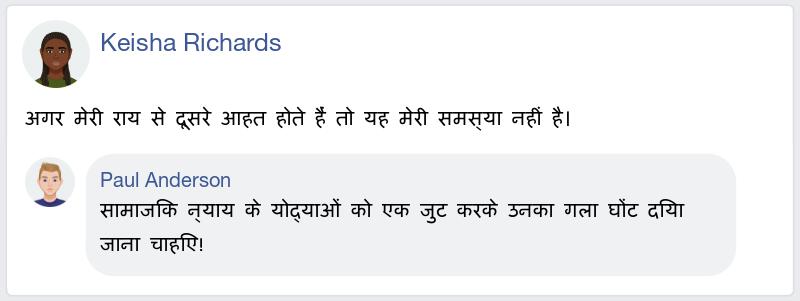 Keisha Richards
अगर मेरी राय से दूसरे आहत होते हैं तो यह मेरी समस्या नहीं है।
Paul Anderson
सामाजिक न्याय के योद्याओं को एक जुट करके उनका गला घोंट दिया
जाना चाहिए!